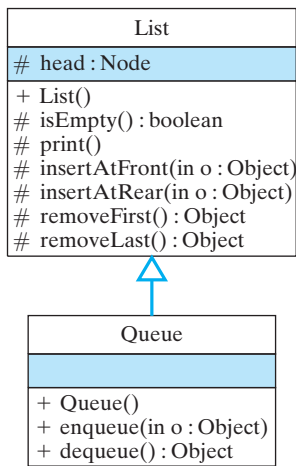 List
# head : Node
+ List()
# isEmpty() : boolean
# print()
# insertAtFront(in o : Object)
# insertAtRear(in o : Object)
# removeFirst() : Object
# removeLast() : Object
Queue
+ Queue()
+ enqueue(in o : Object)
+ dequeue() : Object